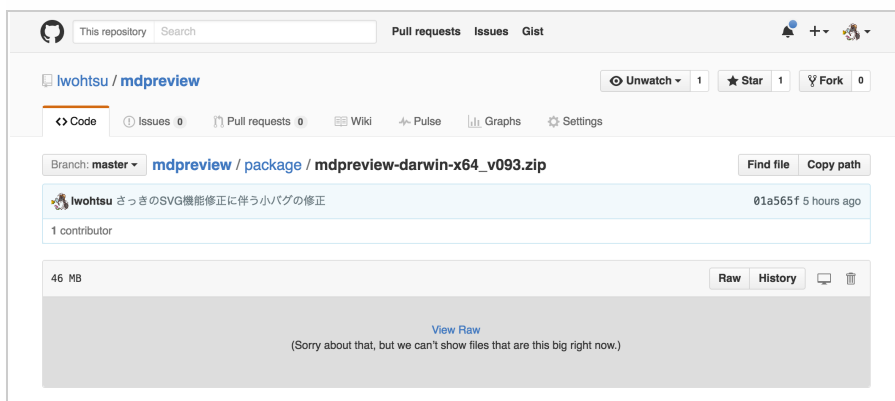 This repository Search Pull requests Issues Gist
lwohtsu / mdpreview Unwatch 1 Star 1 Fork 0
Code Issues 0 Pull requests 0 Wiki Pulse Graphs Settings
Branch: master mdpreview / package / mdpreview-darwin-x64_v093.zip Find file Copy path
lwohtsu さっきのSVG機能修正に伴う小バグの修正 01a565f 5 hours ago
1 contributor
46 MB Raw History
View Raw
(Sorry about that, but we can't show files that are this big right now.)